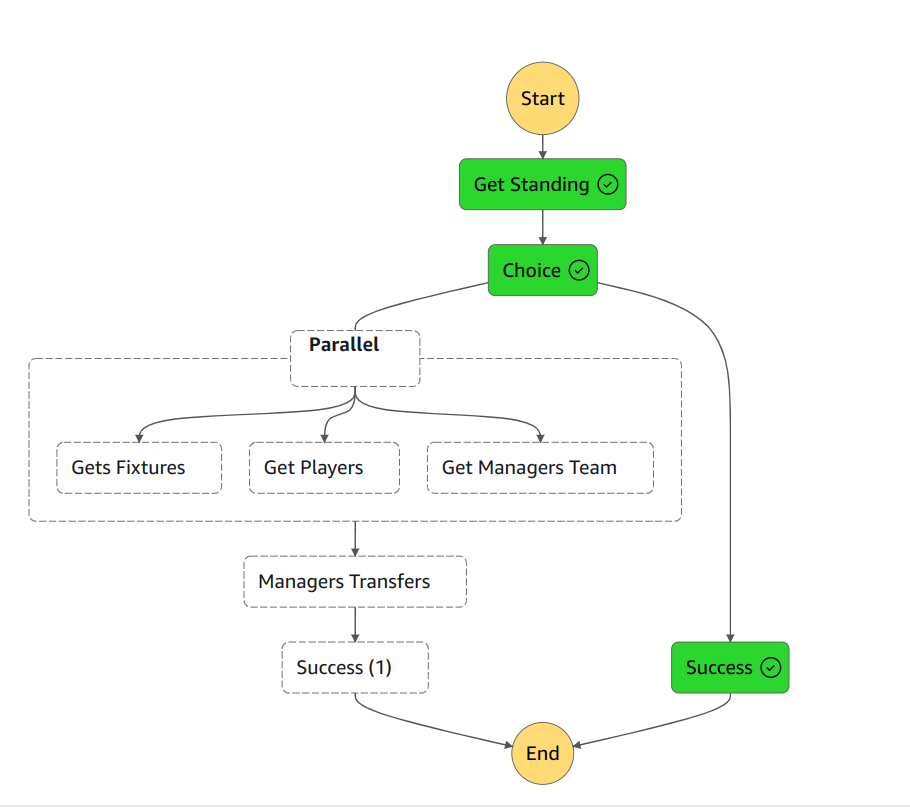 Start
Get Standing
Choice
Parallel
Gets Fixtures
Get Players
Get Managers Team
Managers Transfers
Success (1)
Success
End